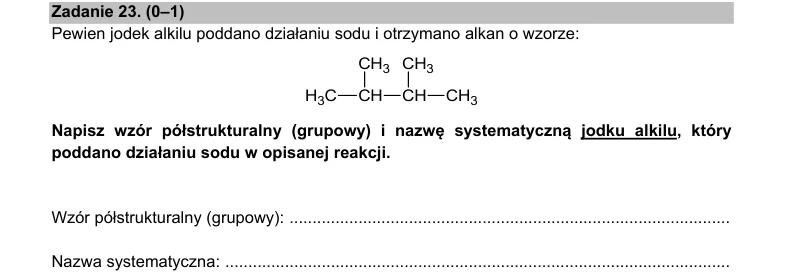 Zadanie 23. (0–1)
Pewien jodek alkilu poddano działaniu sodu i otrzymano alkan o wzorze:
CH₃ CH₃
H₃C—CH—CH—CH₃
Napisz wzór półstrukturalny (grupowy) i nazwę systematyczną jodku alkilu, który
poddano działaniu sodu w opisanej reakcji.
Wzór półstrukturalny (grupowy): ................................................................................................
Nazwa systematyczna: ..............................................................................................................